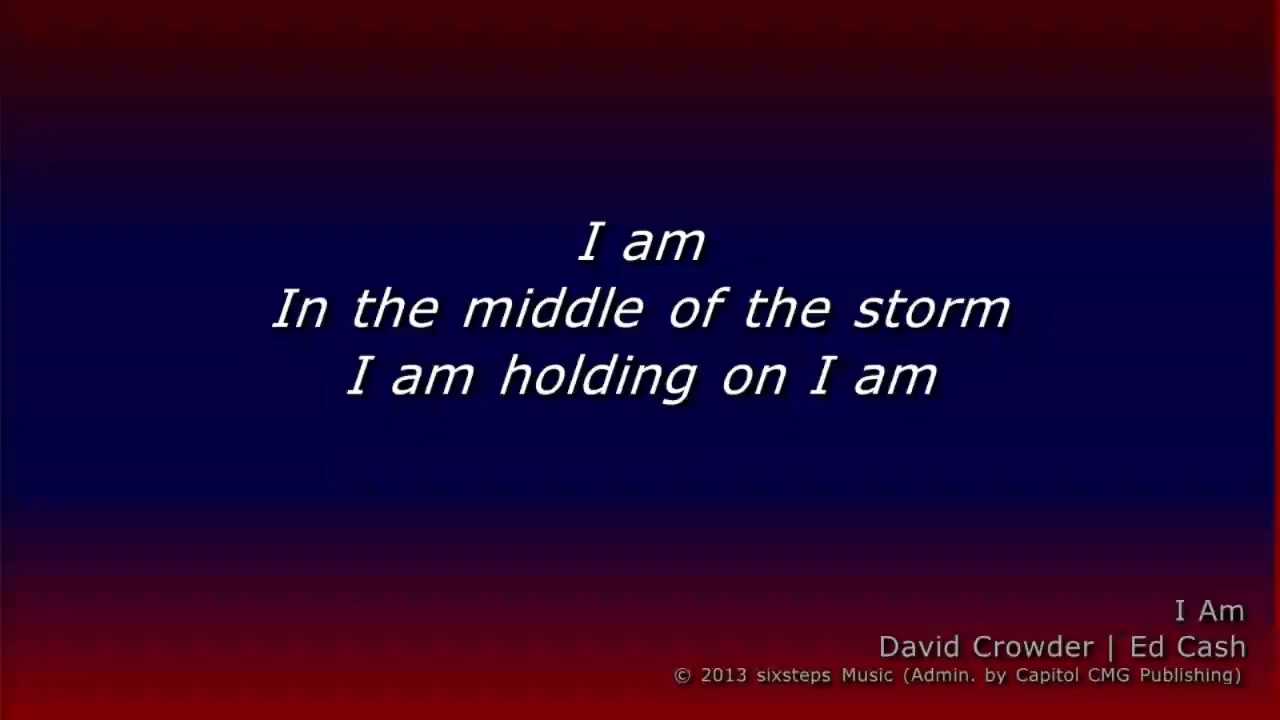 I am
In the middle of the storm
I am holding on I am
I Am
David Crowder | Ed Cash
© 2013 sixsteps Music (Admin. by Capitol CMG Publishing)